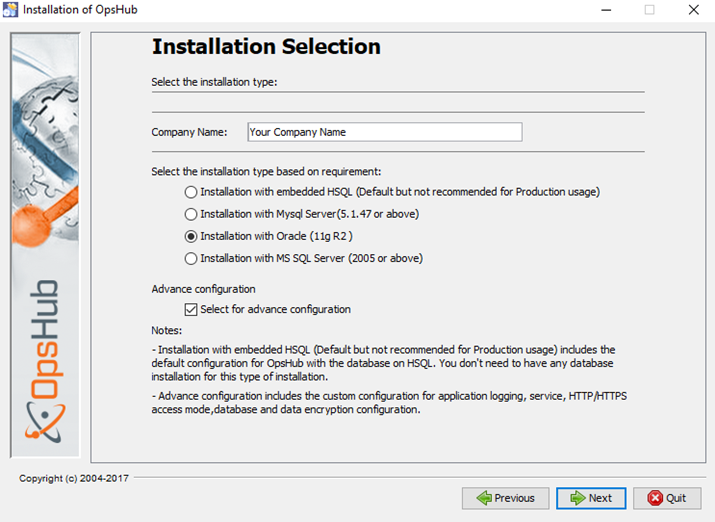 Installation of OpsHub
Installation Selection
Select the installation type:
Company Name: Your Company Name
Select the installation type based on requirement:
Installation with embedded HSQL (Default but not recommended for Production usage)
Installation with Mysql Server(5.1.47 or above)
Installation with Oracle (11g R2 )
Installation with MS SQL Server (2005 or above)
Advance configuration
Select for advance configuration
Notes:
- Installation with embedded HSQL (Default but not recommended for Production usage) includes the
default configuration for OpsHub with the database on HSQL. You don't need to have any database
installation for this type of installation.
- Advance configuration includes the custom configuration for application logging, service, HTTP/HTTPS
access mode,database and data encryption configuration.
OpsHub
Copyright (c) 2004-2017
Previous Next Quit